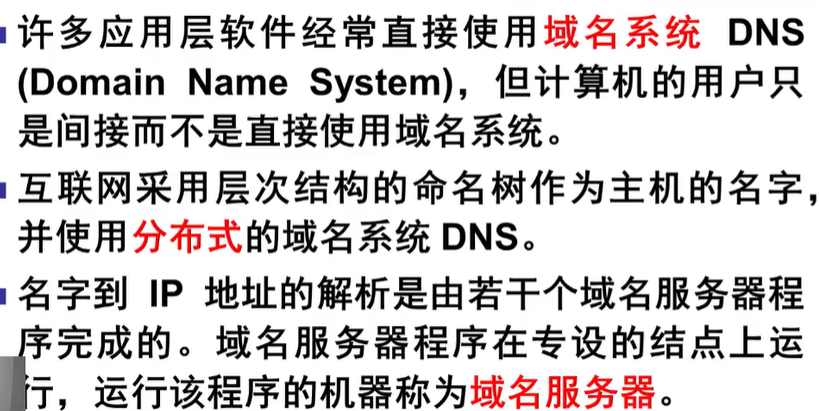 许多应用层软件经常直接使用域名系统 DNS
(Domain Name System)，但计算机的用户只
是间接而不是直接使用域名系统。
互联网采用层次结构的命名树作为主机的名字，
并使用分布式的域名系统 DNS。
名字到 IP 地址的解析是由若干个域名服务器程
序完成的。域名服务器程序在专设的结点上运
行，运行该程序的机器称为域名服务器。